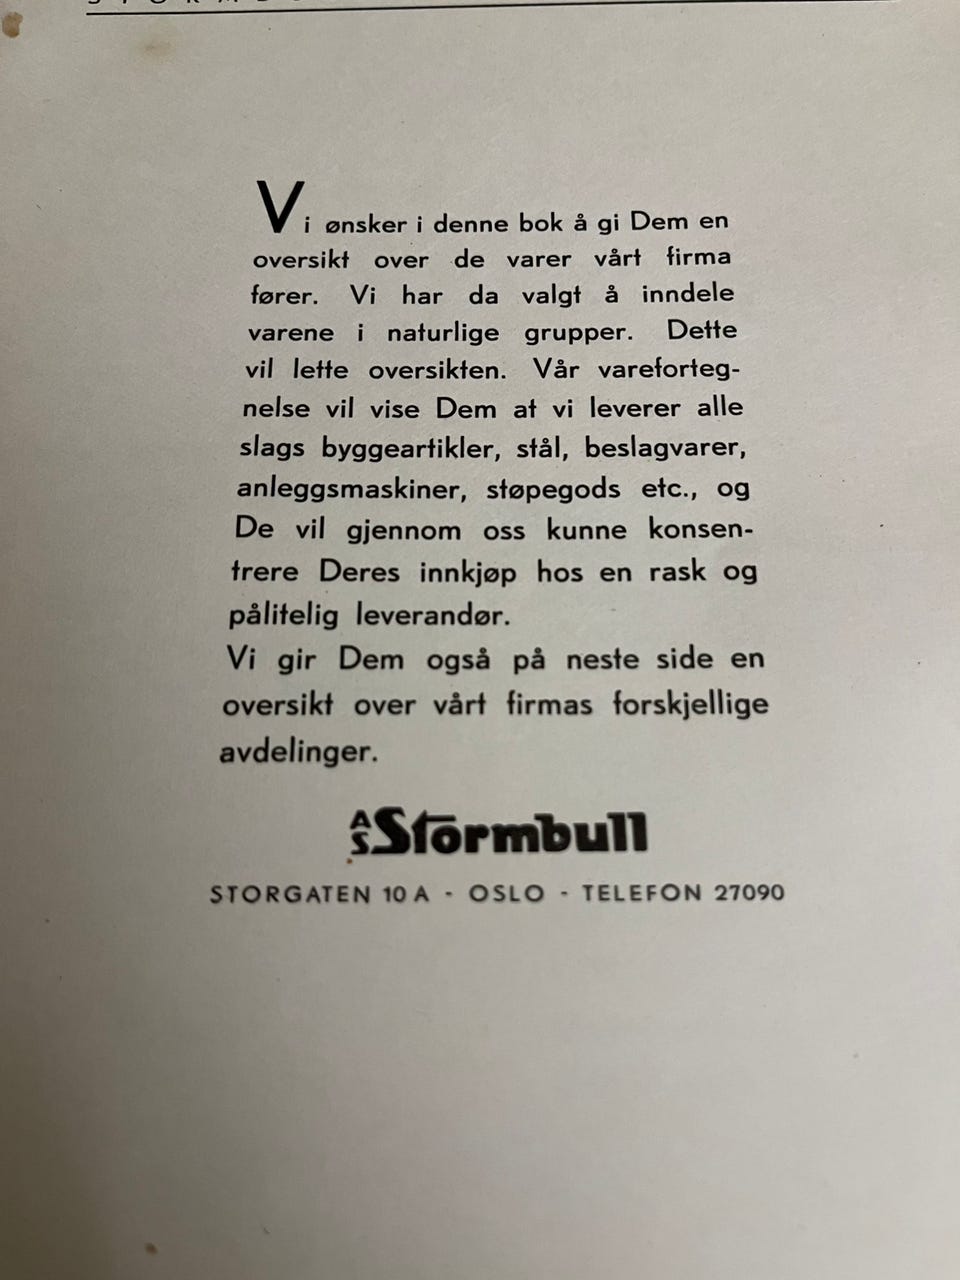 Vi ønsker i denne bok å gi Dem en
oversikt over de varer vårt firma
fører. Vi har da valgt å inndele
varene i naturlige grupper. Dette
vil lette oversikten. Vår vareforteg-
nelse vil vise Dem at vi leverer alle
slags byggeartikler, stål, beslagvarer,
anleggsmaskiner, støpegods etc., og
De vil gjennom oss kunne konsen-
trere Deres innkjøp hos en rask og
pålitelig leverandør.
Vi gir Dem også på neste side en
oversikt over vårt firmas forskjellige
avdelinger.
A/S Stormbull
STORGATEN 10 A - OSLO - TELEFON 27090